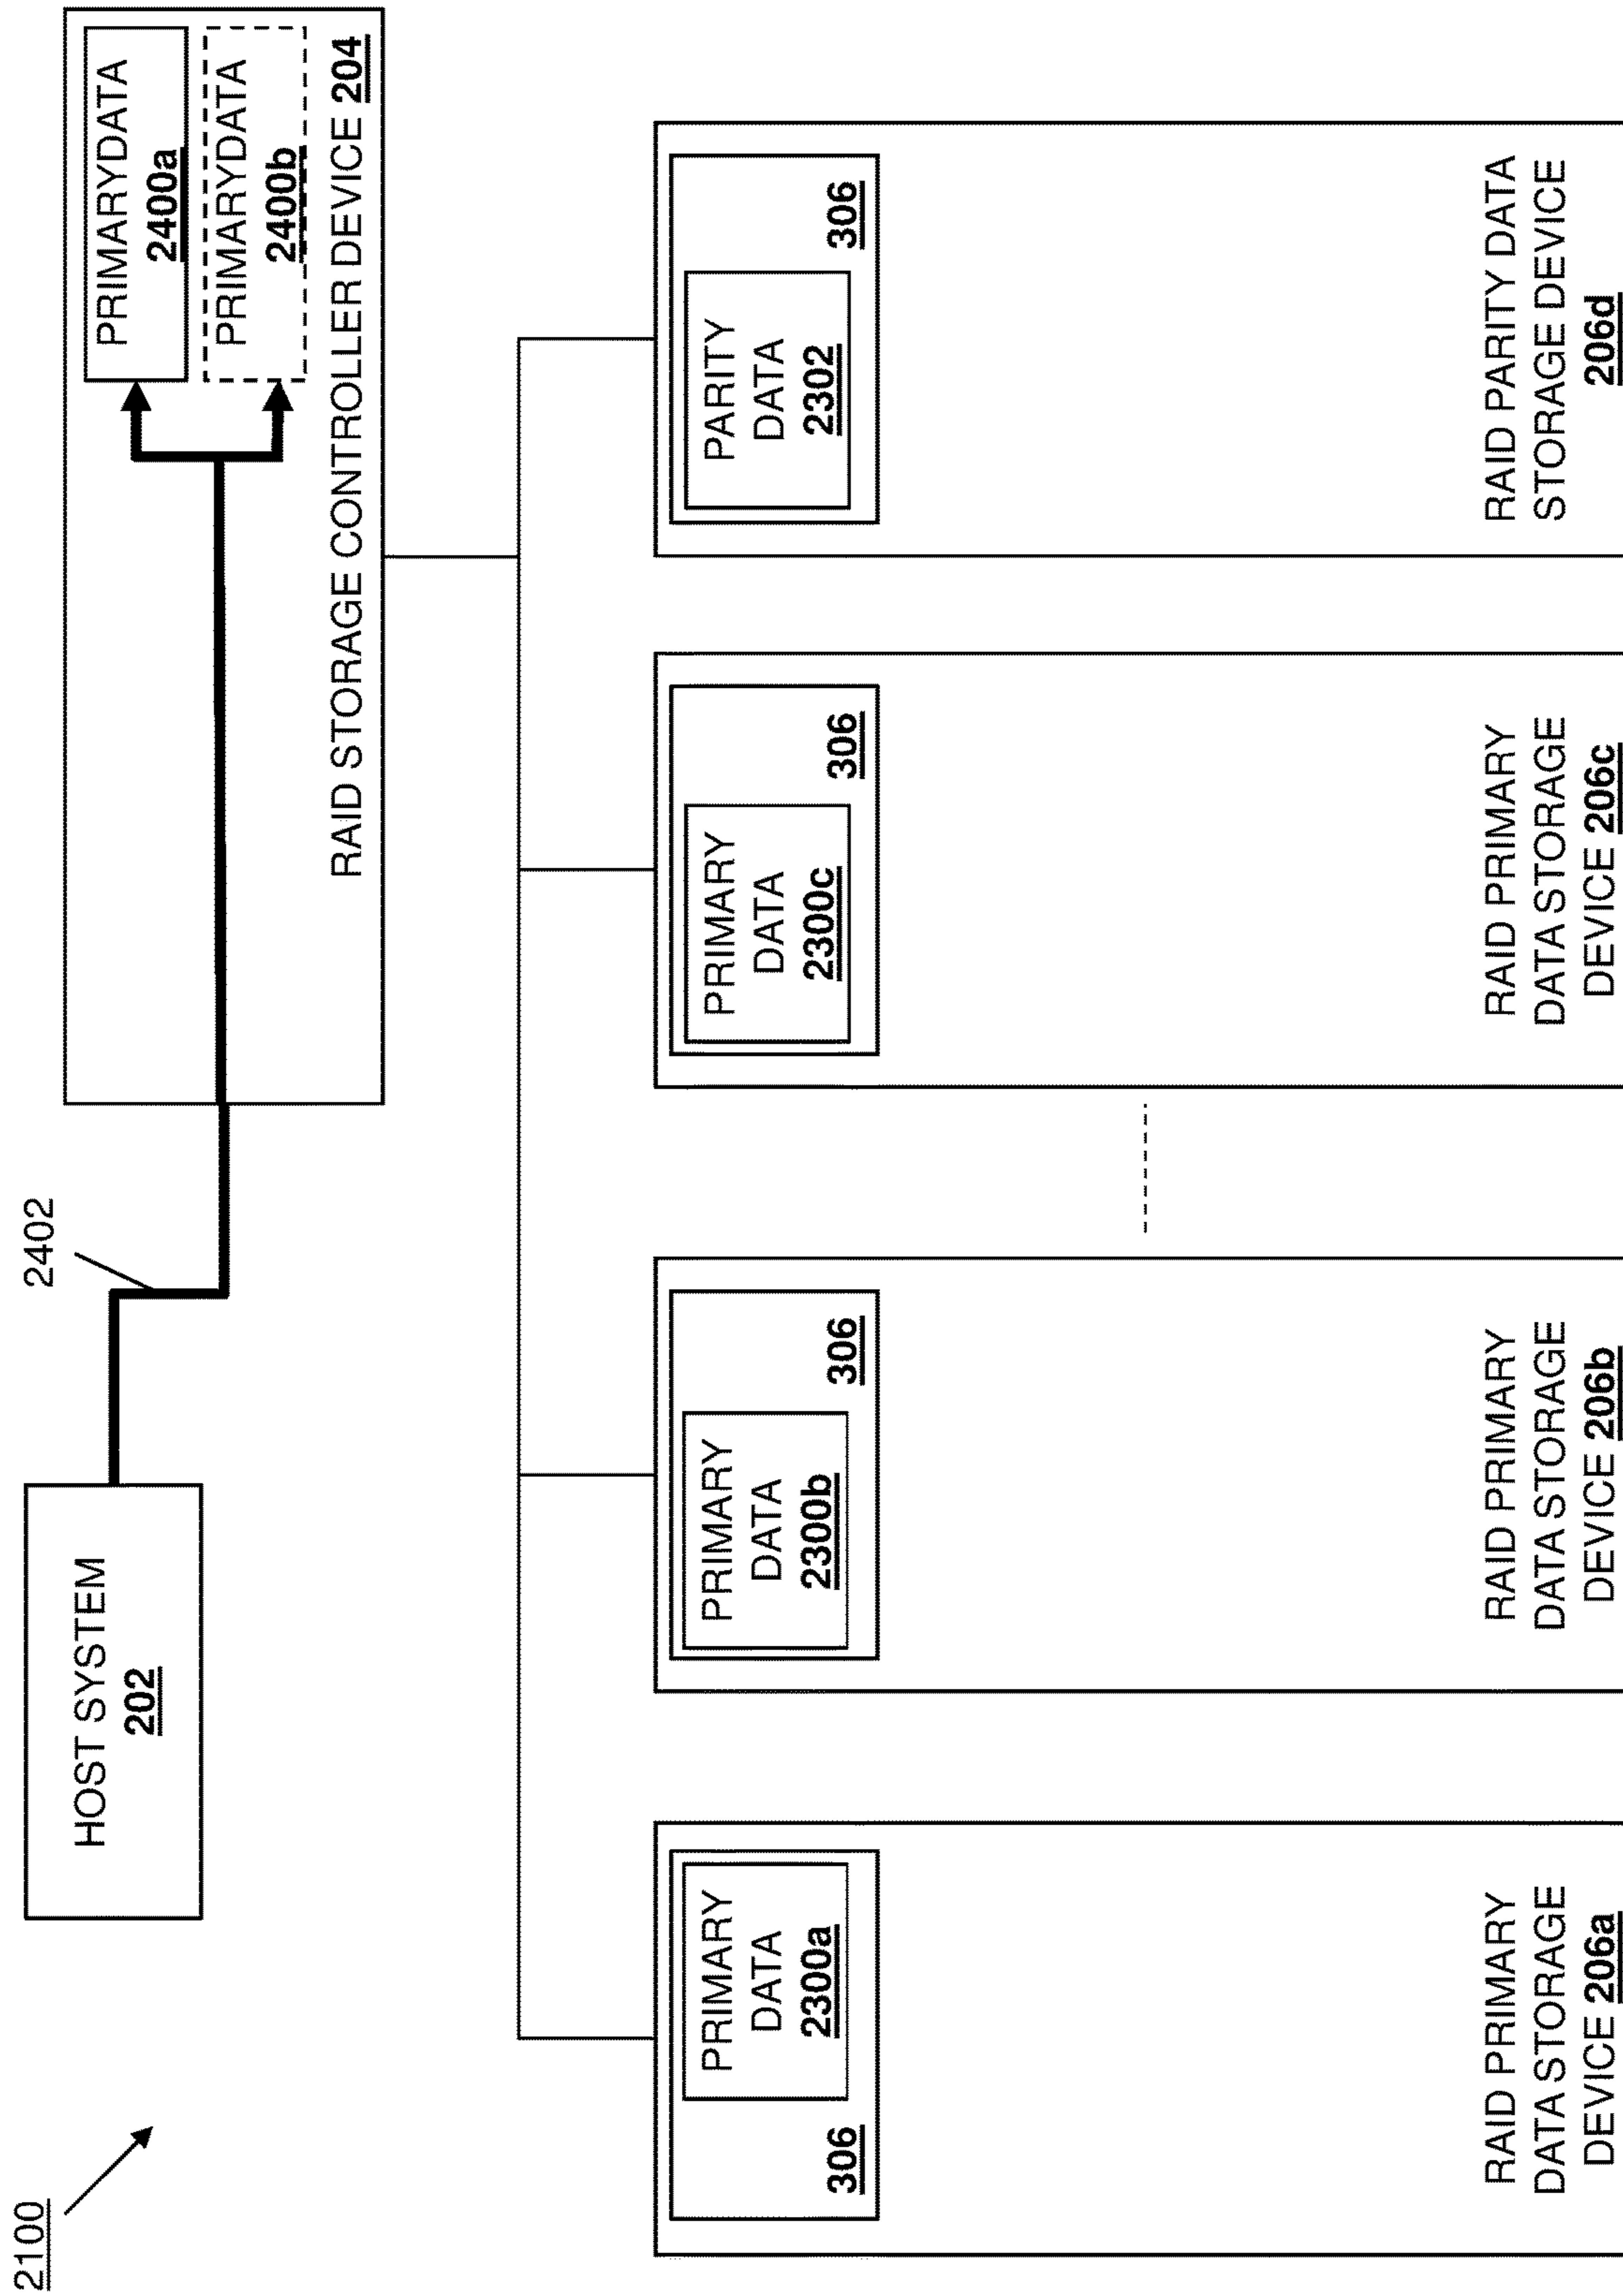 2100
HOST SYSTEM
202
2402
PRIMARYDATA
2400a
PRIMARYDATA
2400b
RAID STORAGE CONTROLLER DEVICE 204
306
PRIMARY
DATA
2300a
RAID PRIMARY
DATA STORAGE
DEVICE 206a
PRIMARY
DATA
2300b
306
RAID PRIMARY
DATA STORAGE
DEVICE 206b
PRIMARY
DATA
2300c
306
RAID PRIMARY
DATA STORAGE
DEVICE 206c
PARITY
DATA
2302
306
RAID PARITY DATA
STORAGE DEVICE
206d